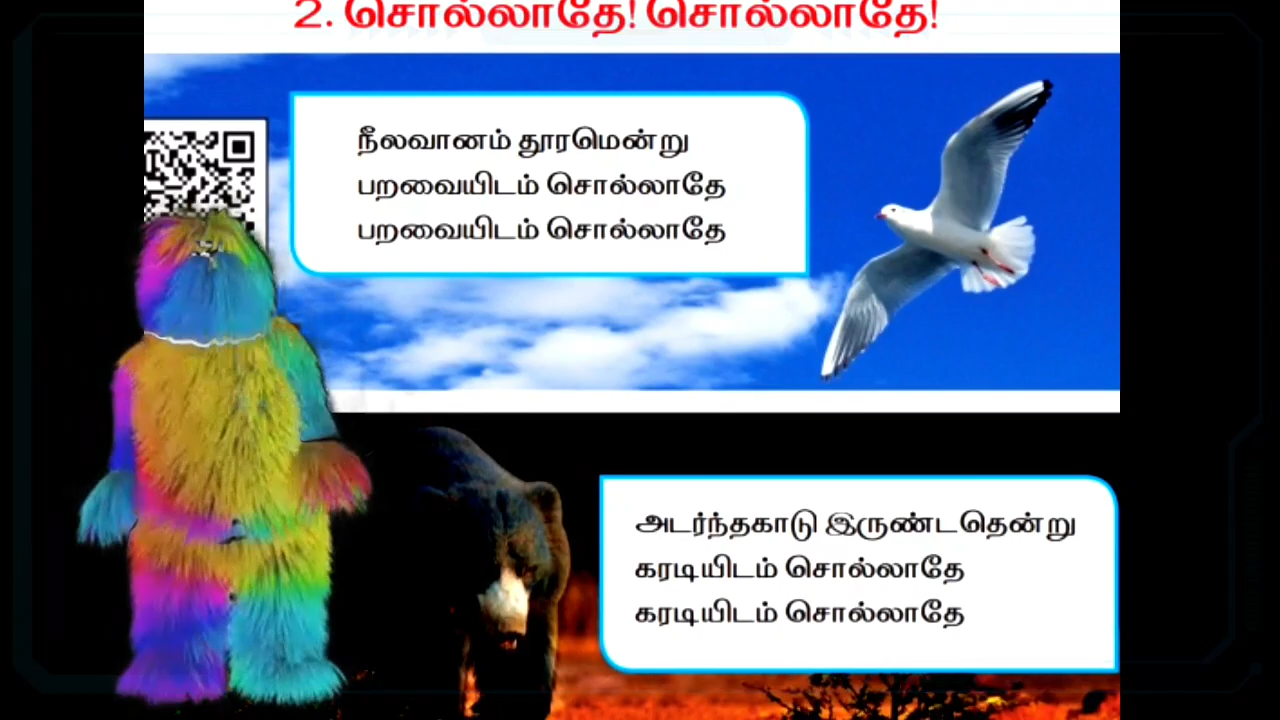 2. சொல்லாதே! சொல்லாதே!
நீலவானம் தூரமென்று
பறவையிடம் சொல்லாதே
பறவையிடம் சொல்லாதே
அடர்ந்தகாடு இருண்டதென்று
கரடியிடம் சொல்லாதே
கரடியிடம் சொல்லாதே